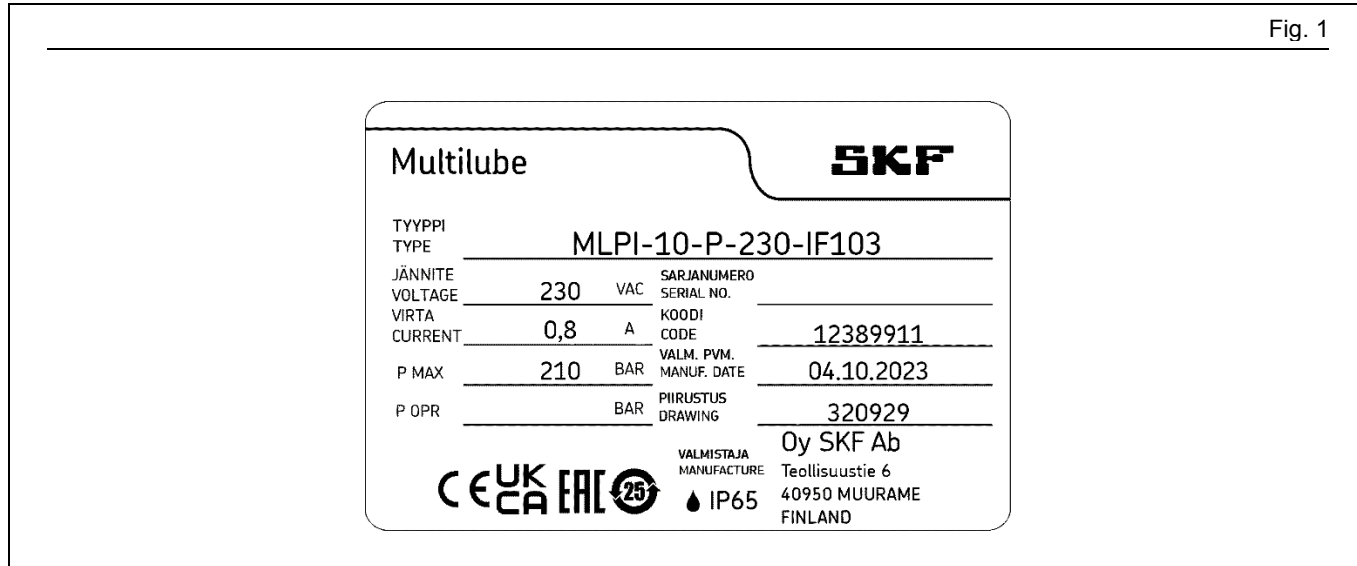 Fig. 1
Multilube
SKF
TYYPPI
TYPE MLPI-10-P-230-IF103
JÄNNITE
VOLTAGE 230 VAC
SARJANUMERO
SERIAL NO.
VIRTA
CURRENT 0,8 A
KOODI
CODE 12389911
P MAX 210 BAR
VALM. PVM.
MANUF. DATE 04.10.2023
P OPR BAR
PIIRUSTUS
DRAWING 320929
CE UK CA EAC 25
VALMISTAJA
MANUFACTURE
IP65
Oy SKF Ab
Teollisuustie 6
40950 MUURAME
FINLAND